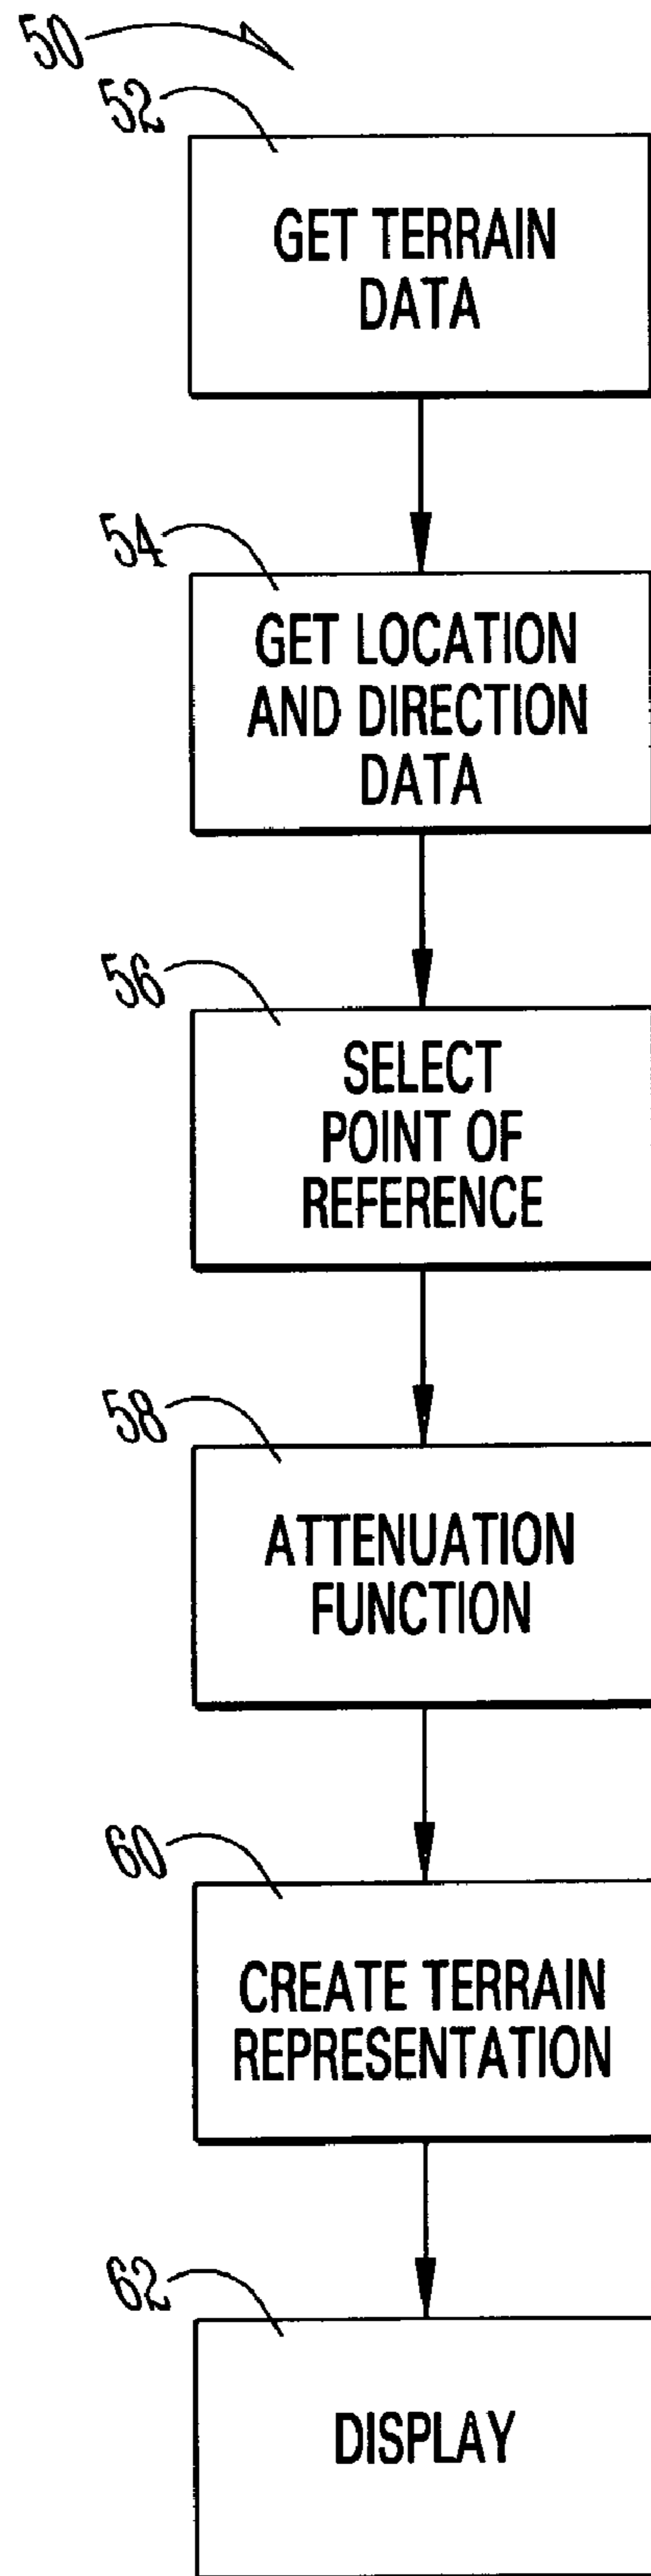 50
52
GET TERRAIN
DATA
54
GET LOCATION
AND DIRECTION
DATA
56
SELECT
POINT OF
REFERENCE
58
ATTENUATION
FUNCTION
60
CREATE TERRAIN
REPRESENTATION
62
DISPLAY